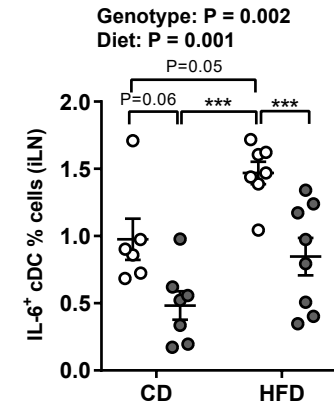 Genotype: P = 0.002
Diet: P = 0.001
P=0.05
P=0.06
***
***
2.0
1.5
1.0
0.5
0.0
IL-6⁺ cDC % cells (iLN)
CD
HFD